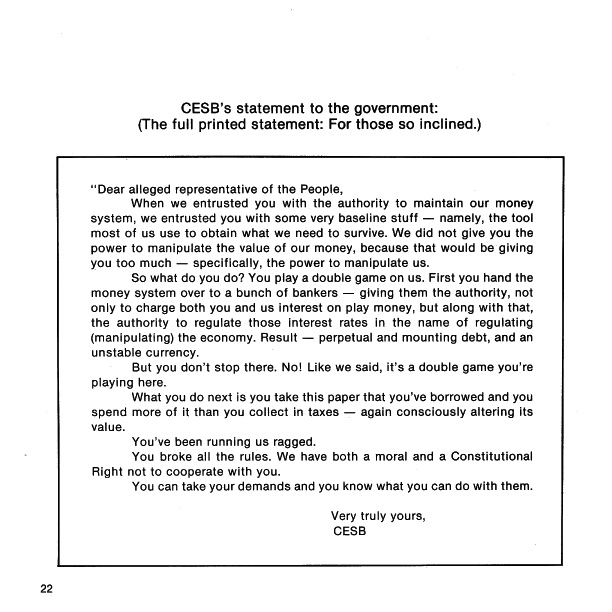 CESB's statement to the government:
(The full printed statement: For those so inclined.)
"Dear alleged representative of the People,
When we entrusted you with the authority to maintain our money
system, we entrusted you with some very baseline stuff — namely, the tool
most of us use to obtain what we need to survive. We did not give you the
power to manipulate the value of our money, because that would be giving
you too much — specifically, the power to manipulate us.
So what do you do? You play a double game on us. First you hand the
money system over to a bunch of bankers — giving them the authority, not
only to charge both you and us interest on play money, but along with that,
the authority to regulate those interest rates in the name of regulating
(manipulating) the economy. Result — perpetual and mounting debt, and an
unstable currency.
But you don't stop there. No! Like we said, it's a double game you're
playing here.
What you do next is you take this paper that you've borrowed and you
spend more of it than you collect in taxes — again consciously altering its
value.
You've been running us ragged.
You broke all the rules. We have both a moral and a Constitutional
Right not to cooperate with you.
You can take your demands and you know what you can do with them.
Very truly yours,
CESB
22